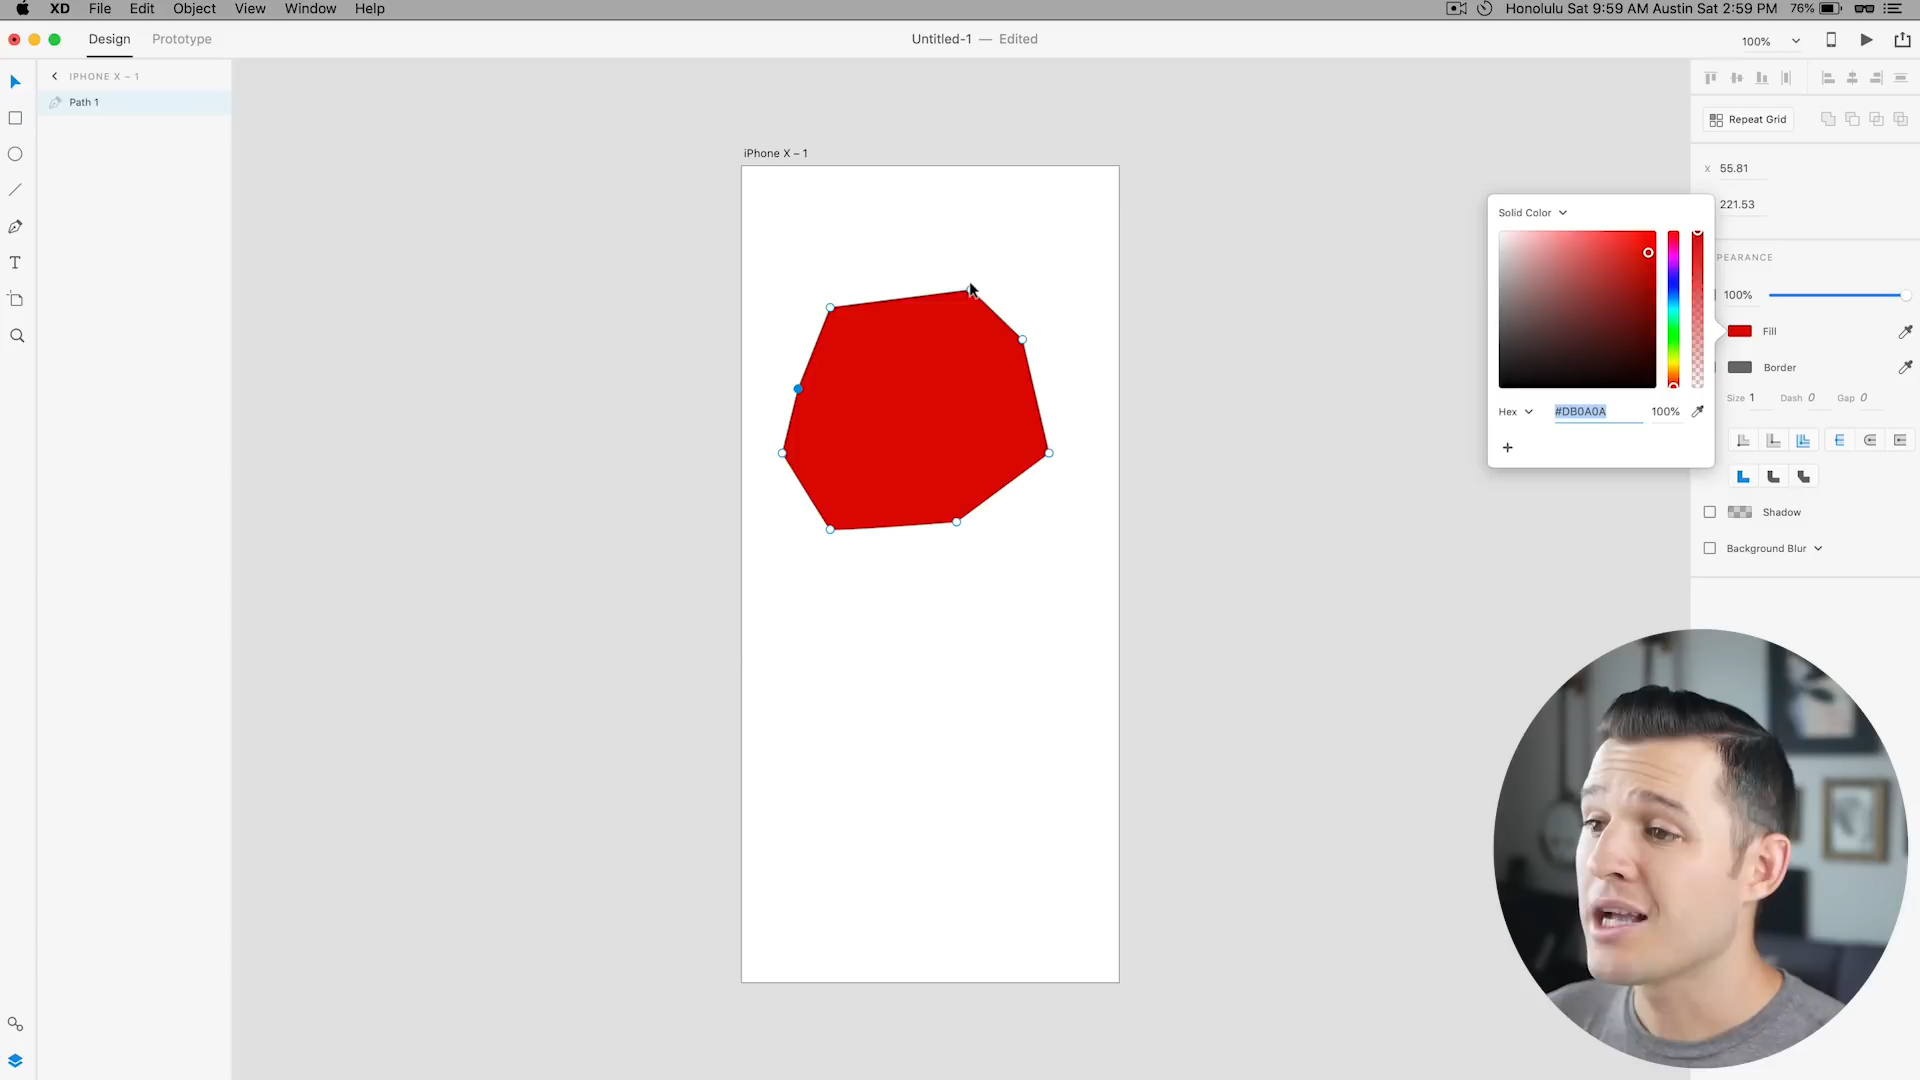 XD File Edit Object View Window Help
Honolulu Sat 9:59 AM Austin Sat 2:59 PM 76%
Design Prototype
Untitled-1 — Edited
100%
IPHONE X – 1
Path 1
iPhone X – 1
Repeat Grid
X 55.81
221.53
Solid Color
PEARANCE
100%
Fill
Border
Size 1 Dash 0 Gap 0
Hex #DB0A0A 100%
+
Shadow
Background Blur
T